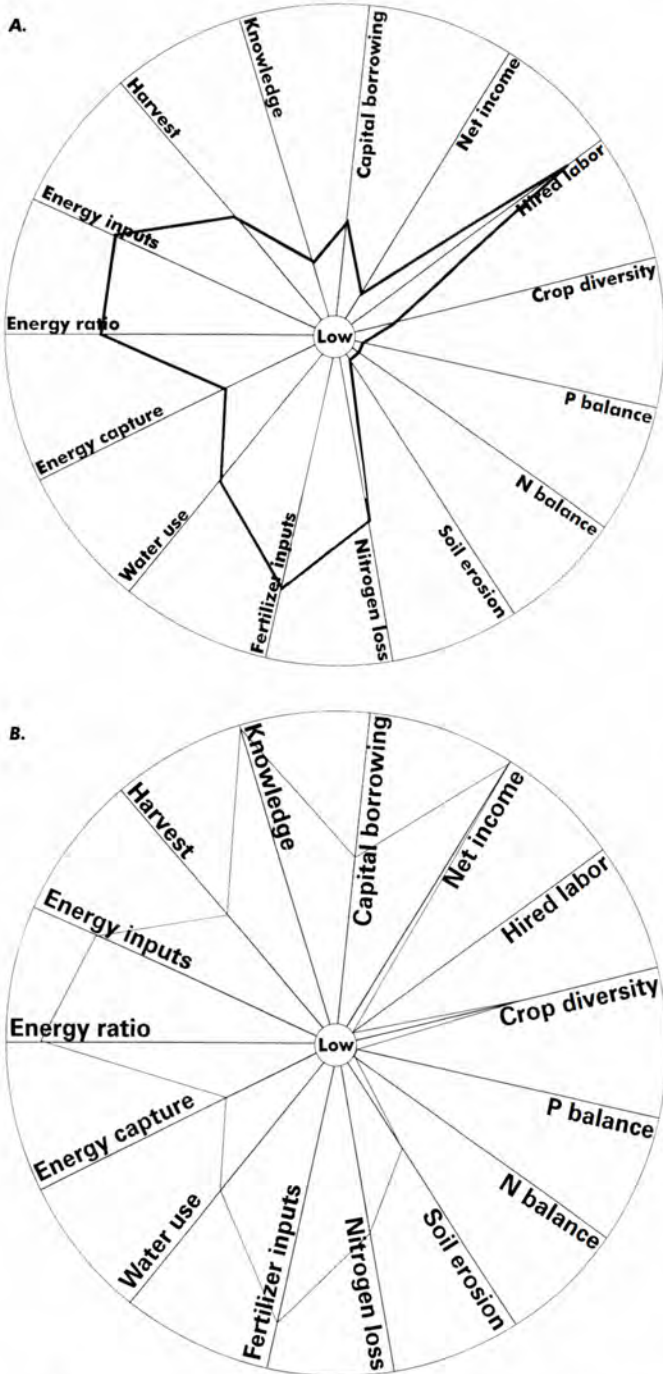 A.
Knowledge
Capital borrowing
Net income
Hired labor
Crop diversity
P balance
N balance
Soil erosion
Nitrogen loss
Fertilizer inputs
Water use
Energy capture
Energy ratio
Energy inputs
Harvest
Low
B.
Knowledge
Capital borrowing
Net income
Hired labor
Crop diversity
P balance
N balance
Soil erosion
Nitrogen loss
Fertilizer inputs
Water use
Energy capture
Energy ratio
Energy inputs
Harvest
Low